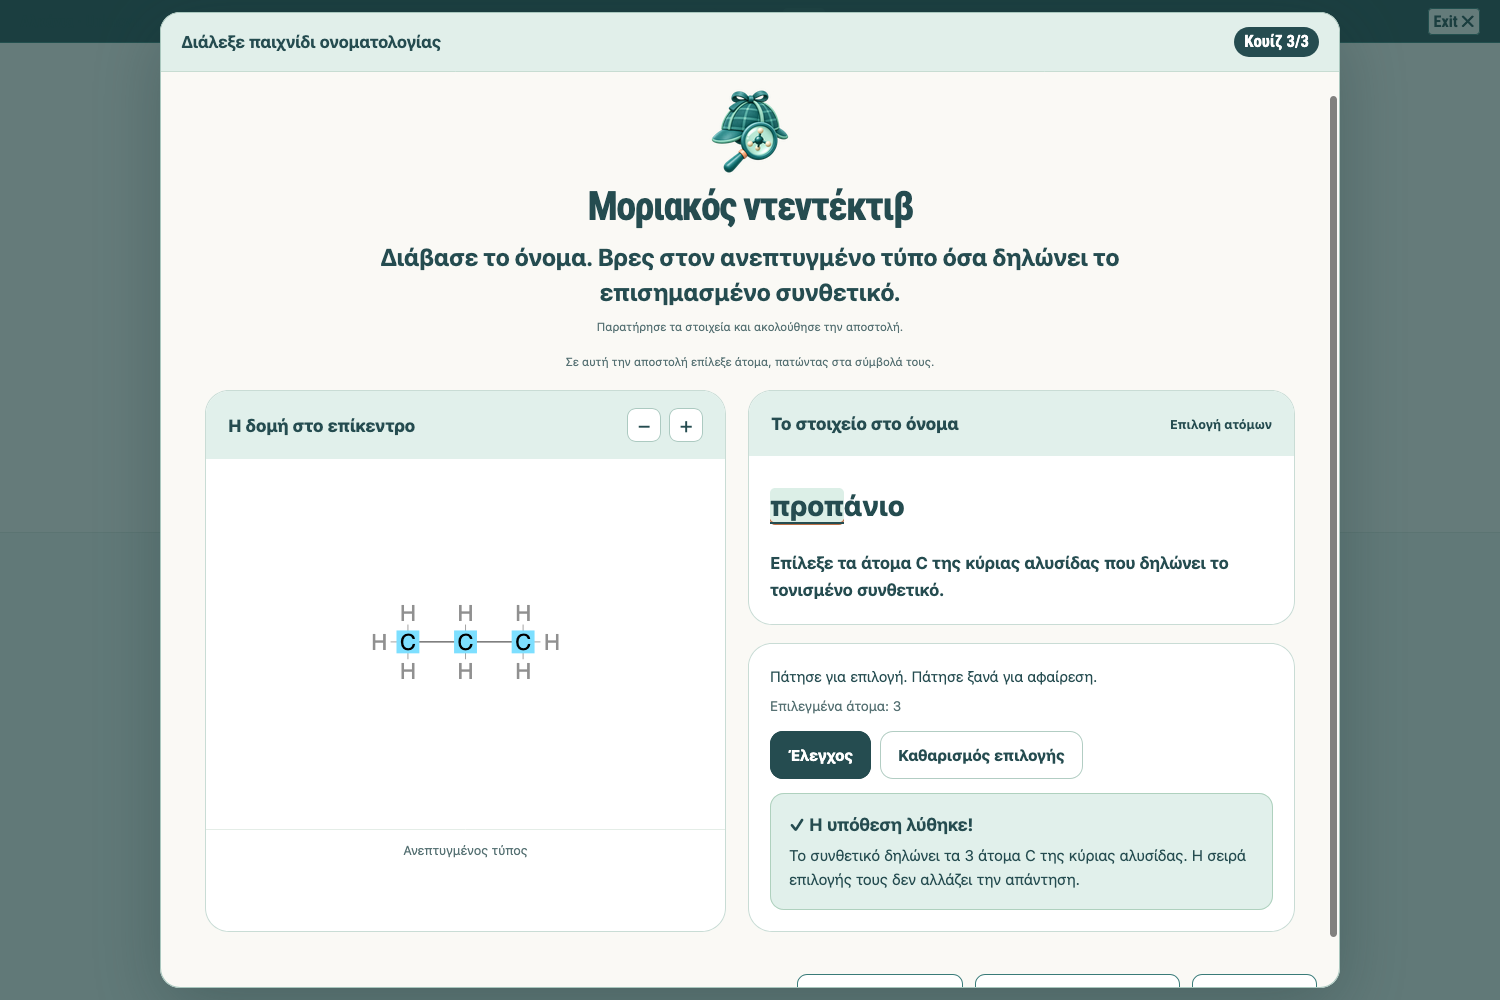 Exit ✕
Διάλεξε παιχνίδι ονοματολογίας
Κουίζ 3/3
Μοριακός ντεντέκτιβ
Διάβασε το όνομα. Βρες στον ανεπτυγμένο τύπο όσα δηλώνει το
επισημασμένο συνθετικό.
Παρατήρησε τα στοιχεία και ακολούθησε την αποστολή.
Σε αυτή την αποστολή επίλεξε άτομα, πατώντας στα σύμβολά τους.
Η δομή στο επίκεντρο
− +
H H H
H C C C H
H H H
Ανεπτυγμένος τύπος
Το στοιχείο στο όνομα
Επιλογή ατόμων
προπάνιο
Επίλεξε τα άτομα C της κύριας αλυσίδας που δηλώνει το
τονισμένο συνθετικό.
Πάτησε για επιλογή. Πάτησε ξανά για αφαίρεση.
Επιλεγμένα άτομα: 3
Έλεγχος
Καθαρισμός επιλογής
✓ Η υπόθεση λύθηκε!
Το συνθετικό δηλώνει τα 3 άτομα C της κύριας αλυσίδας. Η σειρά
επιλογής τους δεν αλλάζει την απάντηση.